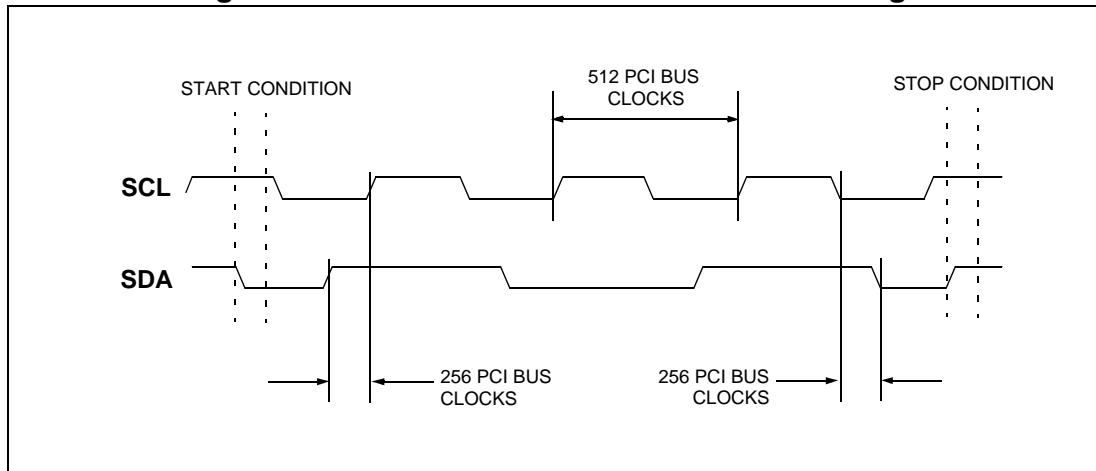 512 PCI BUS
CLOCKS
START CONDITION
STOP CONDITION
SCL
SDA
256 PCI BUS
CLOCKS
256 PCI BUS
CLOCKS